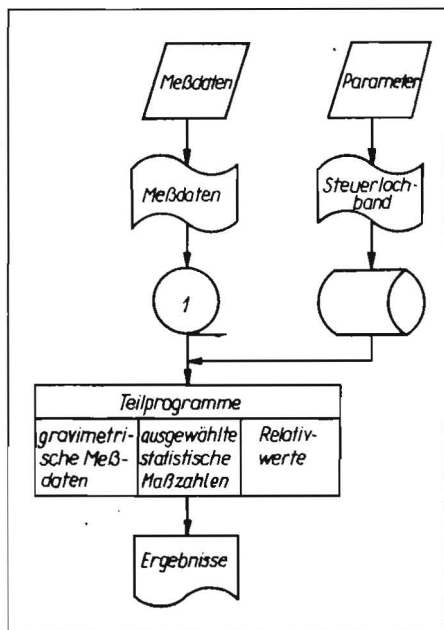 Meßdaten
Parameter
Meßdaten
Steuerloch-
band
1
Teilprogramme
gravimetri-
sche Meß-
daten
ausgewählte
statistische
Maßzahlen
Relativ-
werte
Ergebnisse